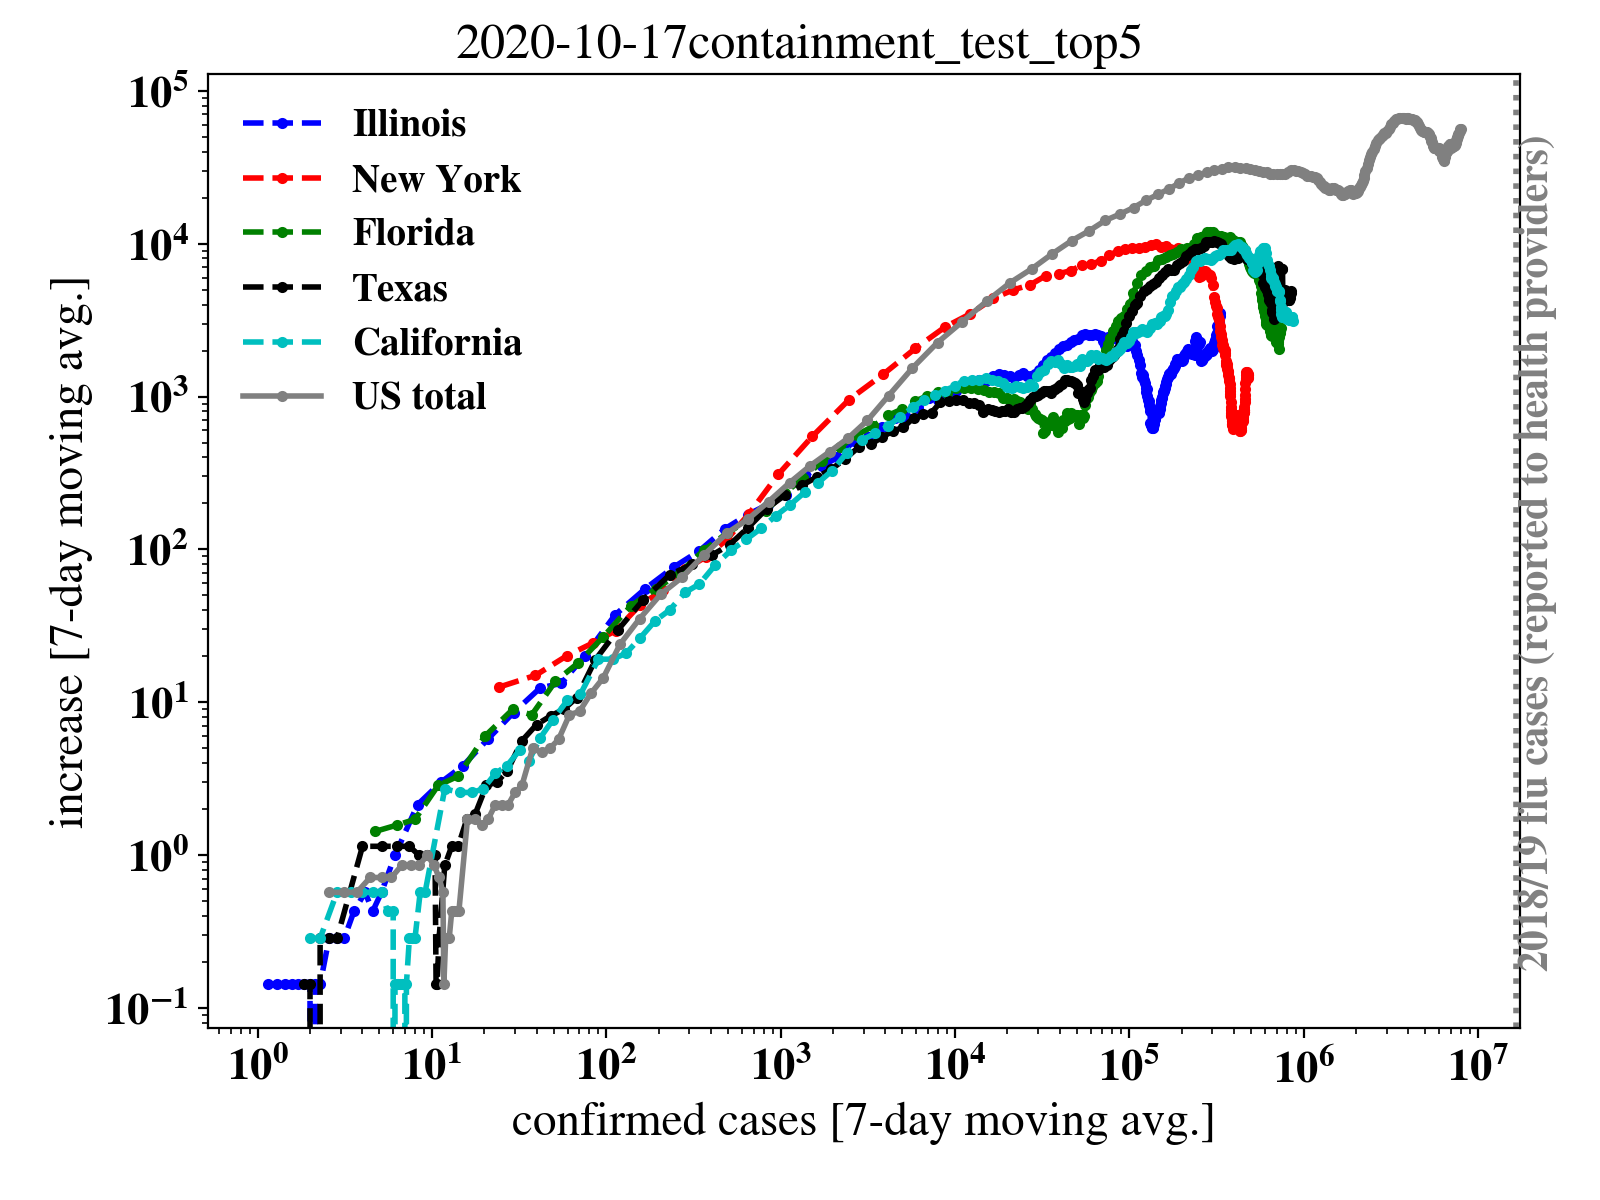 2020-10-17containment_test_top5
10^5
10^4
10^3
10^2
10^1
10^0
10^−1
increase [7-day moving avg.]
Illinois
New York
Florida
Texas
California
US total
2018/19 flu cases (reported to health providers)
10^0 10^1 10^2 10^3 10^4 10^5 10^6 10^7
confirmed cases [7-day moving avg.]